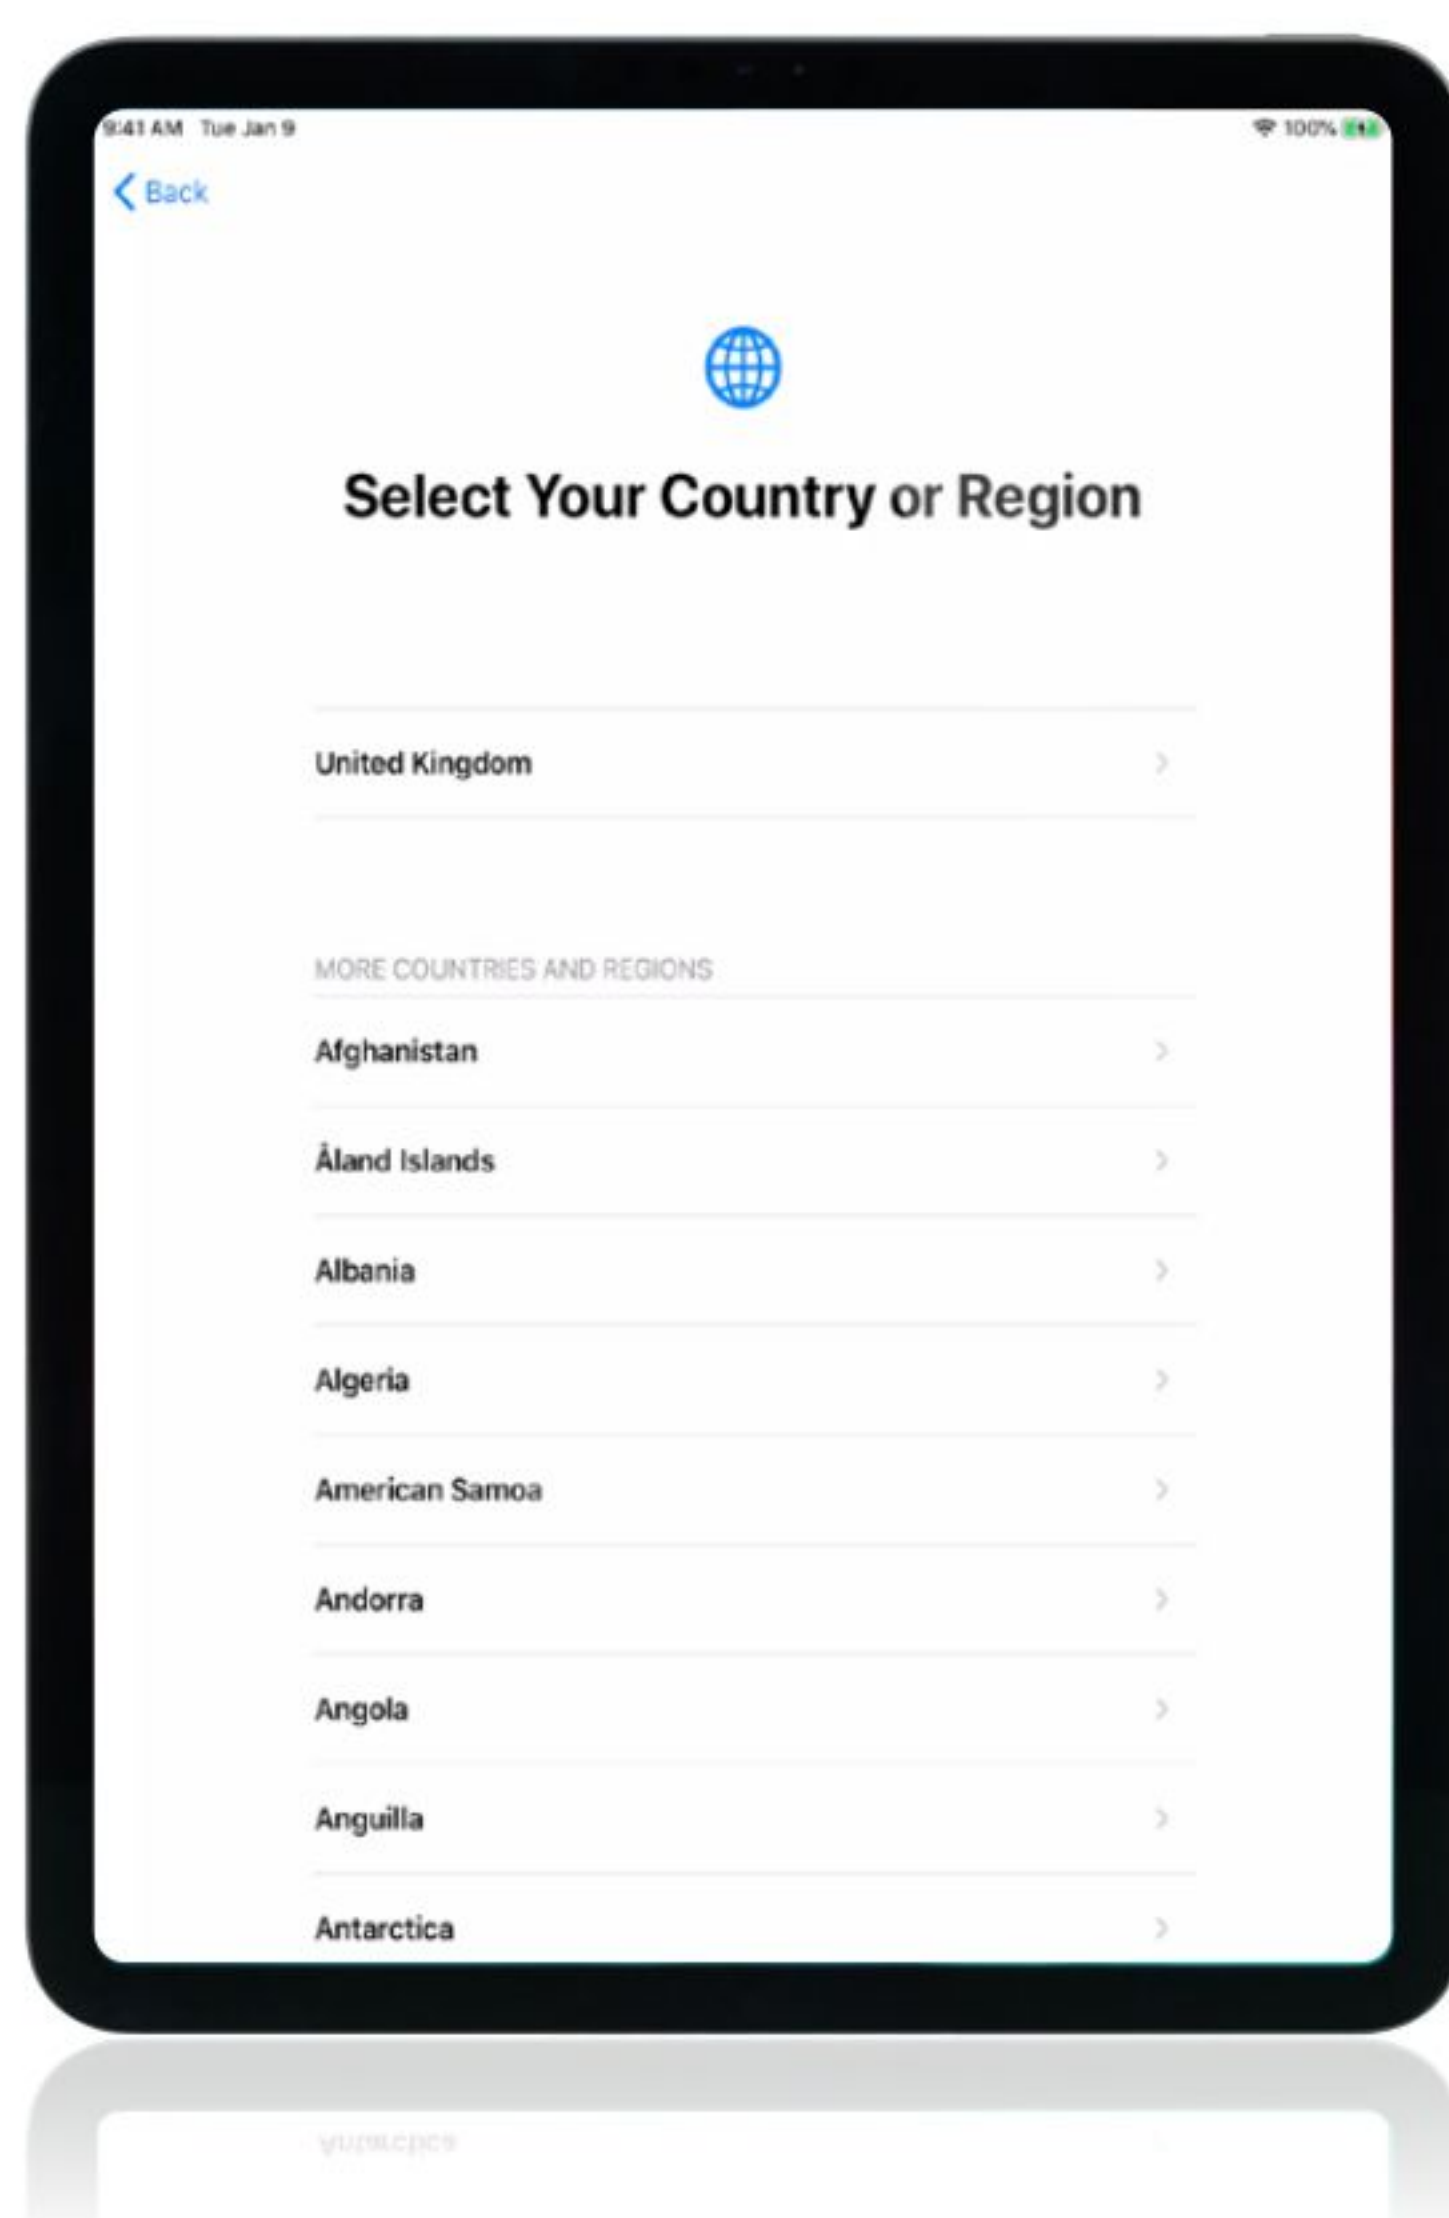 9:41 AM Tue Jan 9
100%
Back
Select Your Country or Region
United Kingdom
MORE COUNTRIES AND REGIONS
Afghanistan
Åland Islands
Albania
Algeria
American Samoa
Andorra
Angola
Anguilla
Antarctica
Antarctica